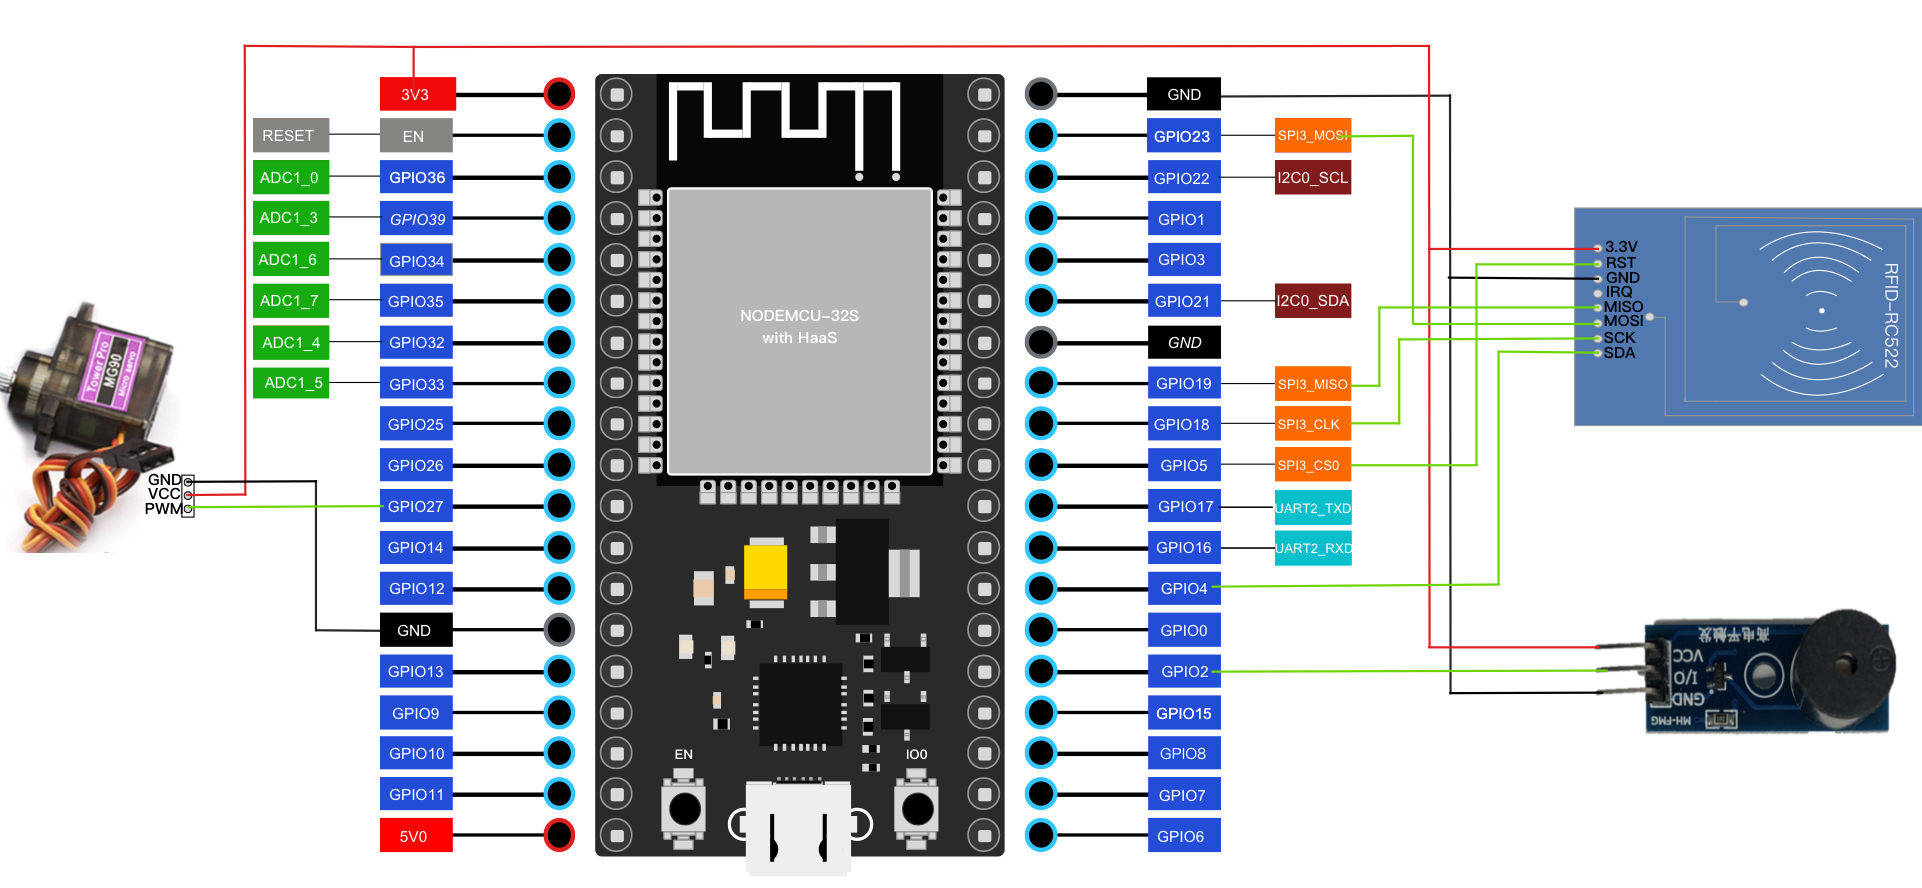 3V3
RESET
EN
ADC1_0
GPIO36
ADC1_3
GPIO39
ADC1_6
GPIO34
ADC1_7
GPIO35
ADC1_4
GPIO32
ADC1_5
GPIO33
GPIO25
GPIO26
GPIO27
GPIO14
GPIO12
GND
GPIO13
GPIO9
GPIO10
GPIO11
5V0
Tower Pro
MG90
Micro servo
GND
VCC
PWM
NODEMCU-32S
with HaaS
EN
IO0
GND
GPIO23
SPI3_MOSI
GPIO22
I2C0_SCL
GPIO1
GPIO3
GPIO21
I2C0_SDA
GND
GPIO19
SPI3_MISO
GPIO18
SPI3_CLK
GPIO5
SPI3_CS0
GPIO17
UART2_TXD
GPIO16
UART2_RXD
GPIO4
GPIO0
GPIO2
GPIO15
GPIO8
GPIO7
GPIO6
3.3V
RST
GND
IRQ
MISO
MOSI
SCK
SDA
RFID-RC522
高电平触发
VCC
I/O
GND
MH-FMG